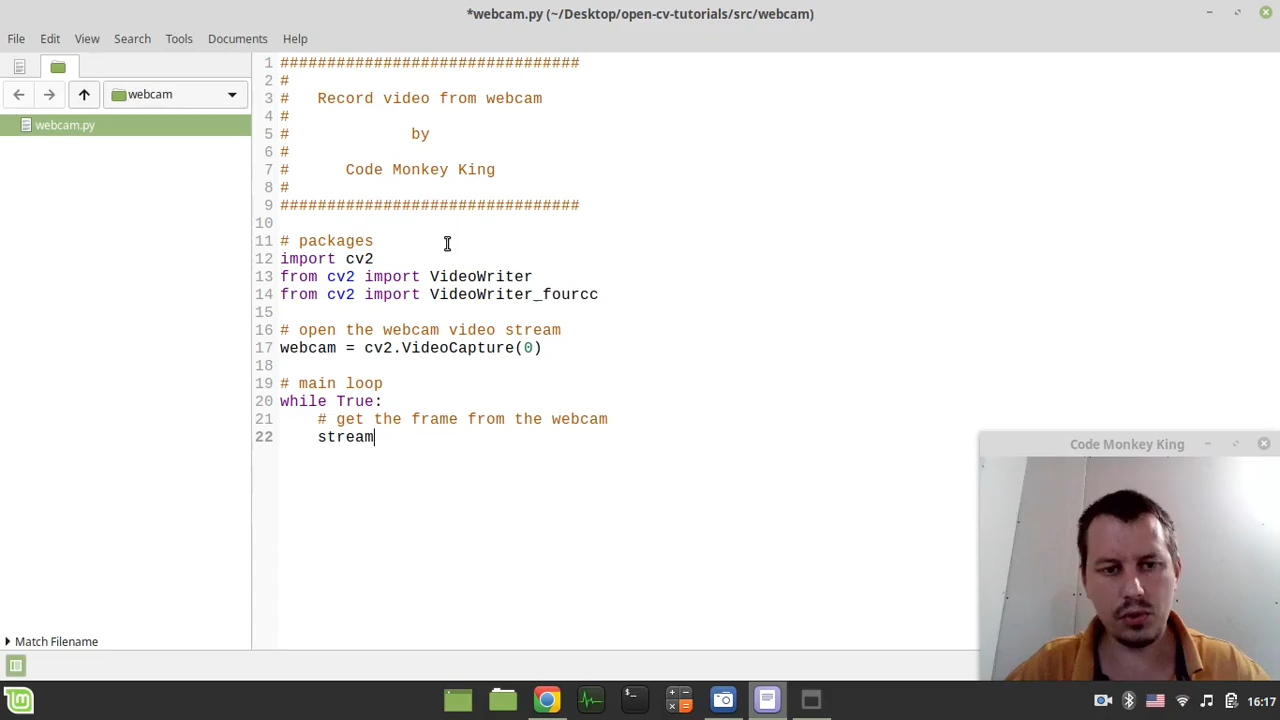 *webcam.py (~/Desktop/open-cv-tutorials/src/webcam)
File Edit View Search Tools Documents Help
webcam
webcam.py
1 ################################
2 #
3 #   Record video from webcam
4 #
5 #             by
6 #
7 #      Code Monkey King
8 #
9 ################################
10
11 # packages
12 import cv2
13 from cv2 import VideoWriter
14 from cv2 import VideoWriter_fourcc
15
16 # open the webcam video stream
17 webcam = cv2.VideoCapture(0)
18
19 # main loop
20 while True:
21     # get the frame from the webcam
22     stream
Code Monkey King
Match Filename
16:17